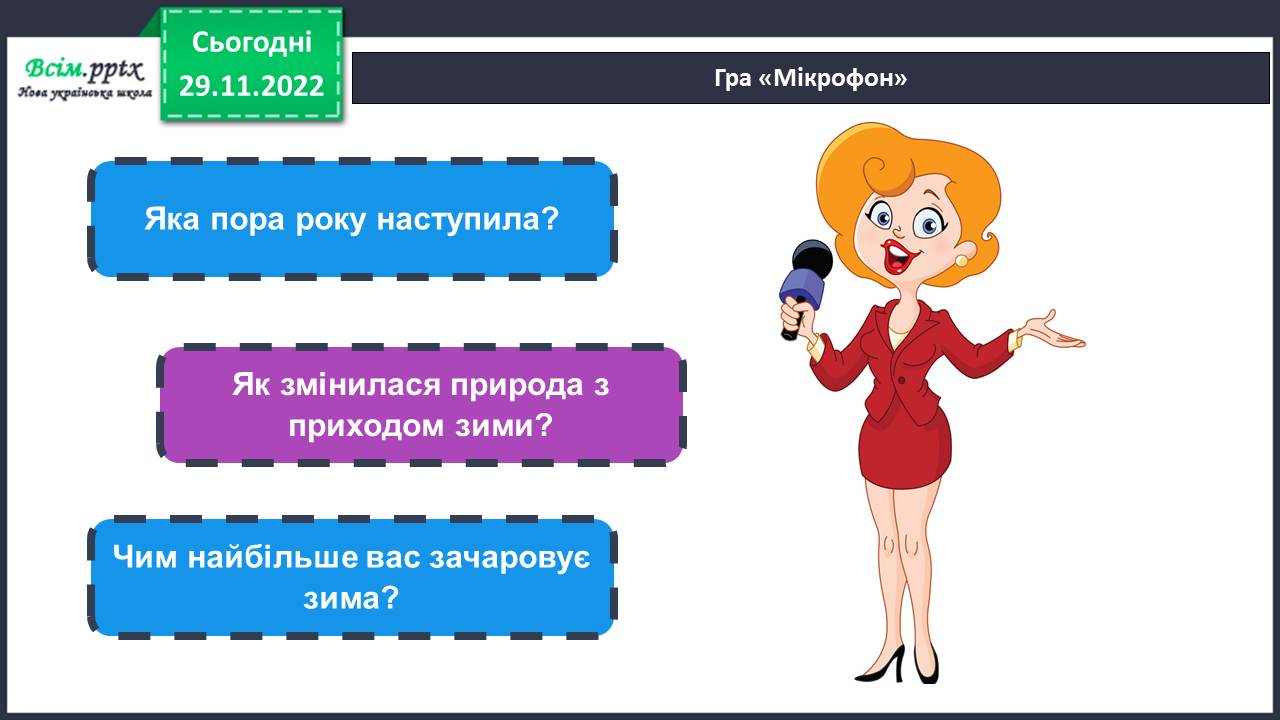 Всім.pptx
Нова українська школа
Сьогодні
29.11.2022
Гра «Мікрофон»
Яка пора року наступила?
Як змінилася природа з
приходом зими?
Чим найбільше вас зачаровує
зима?